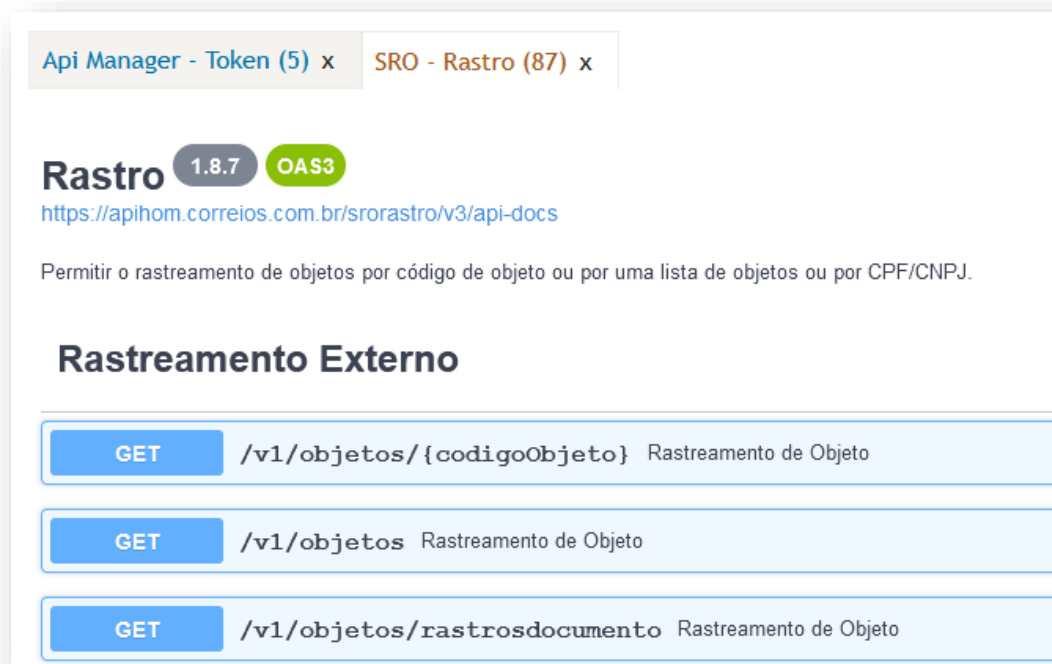 Api Manager - Token (5) x SRO - Rastro (87) x
Rastro 1.8.7 OAS3
https://apihom.correios.com.br/srorastro/v3/api-docs
Permitir o rastreamento de objetos por código de objeto ou por uma lista de objetos ou por CPF/CNPJ.
Rastreamento Externo
GET /v1/objetos/{codigoObjeto} Rastreamento de Objeto
GET /v1/objetos Rastreamento de Objeto
GET /v1/objetos/rastrosdocumento Rastreamento de Objeto